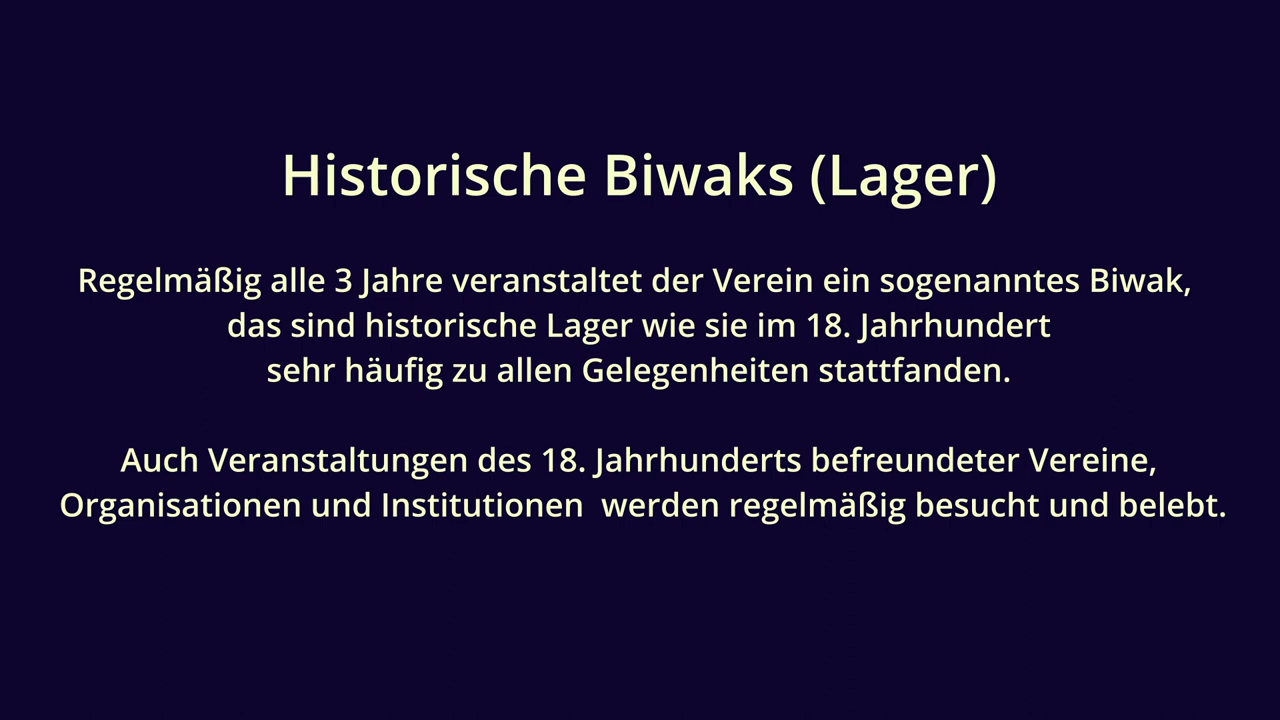 Historische Biwaks (Lager)
Regelmäßig alle 3 Jahre veranstaltet der Verein ein sogenanntes Biwak,
das sind historische Lager wie sie im 18. Jahrhundert
sehr häufig zu allen Gelegenheiten stattfanden.
Auch Veranstaltungen des 18. Jahrhunderts befreundeter Vereine,
Organisationen und Institutionen  werden regelmäßig besucht und belebt.